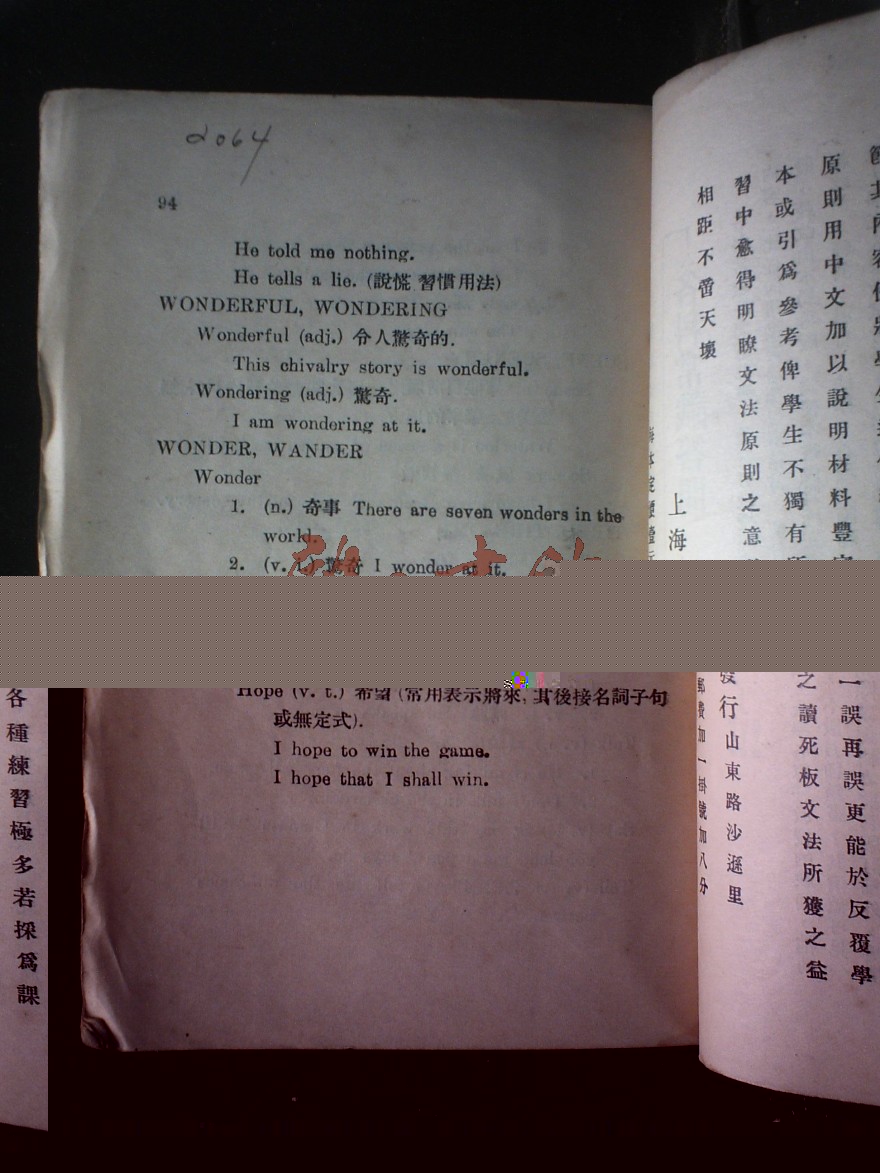 2064
94
He told me nothing.
He tells a lie. (說慌 習慣用法)
WONDERFUL, WONDERING
Wonderful (adj.) 令人驚奇的.
This chivalry story is wonderful.
Wondering (adj.) 驚奇.
I am wondering at it.
WONDER, WANDER
Wonder
1. (n.) 奇事 There are seven wonders in the
world.
2. (v. i.) 驚奇 I wonder at it.
Hope (v. t.) 希望 (常用表示將來, 其後接名詞子句
或無定式).
I hope to win the game.
I hope that I shall win.
原則用中文加以說明材料豐
本或引爲參考俾學生不獨有
習中愈得明瞭文法原則之意
相距不啻天壤
上海
一誤再誤更能於反覆學
之讀死板文法所獲之益
發行山東路沙遜里
郵費加一掛號加八分
各種練習極多若採爲課